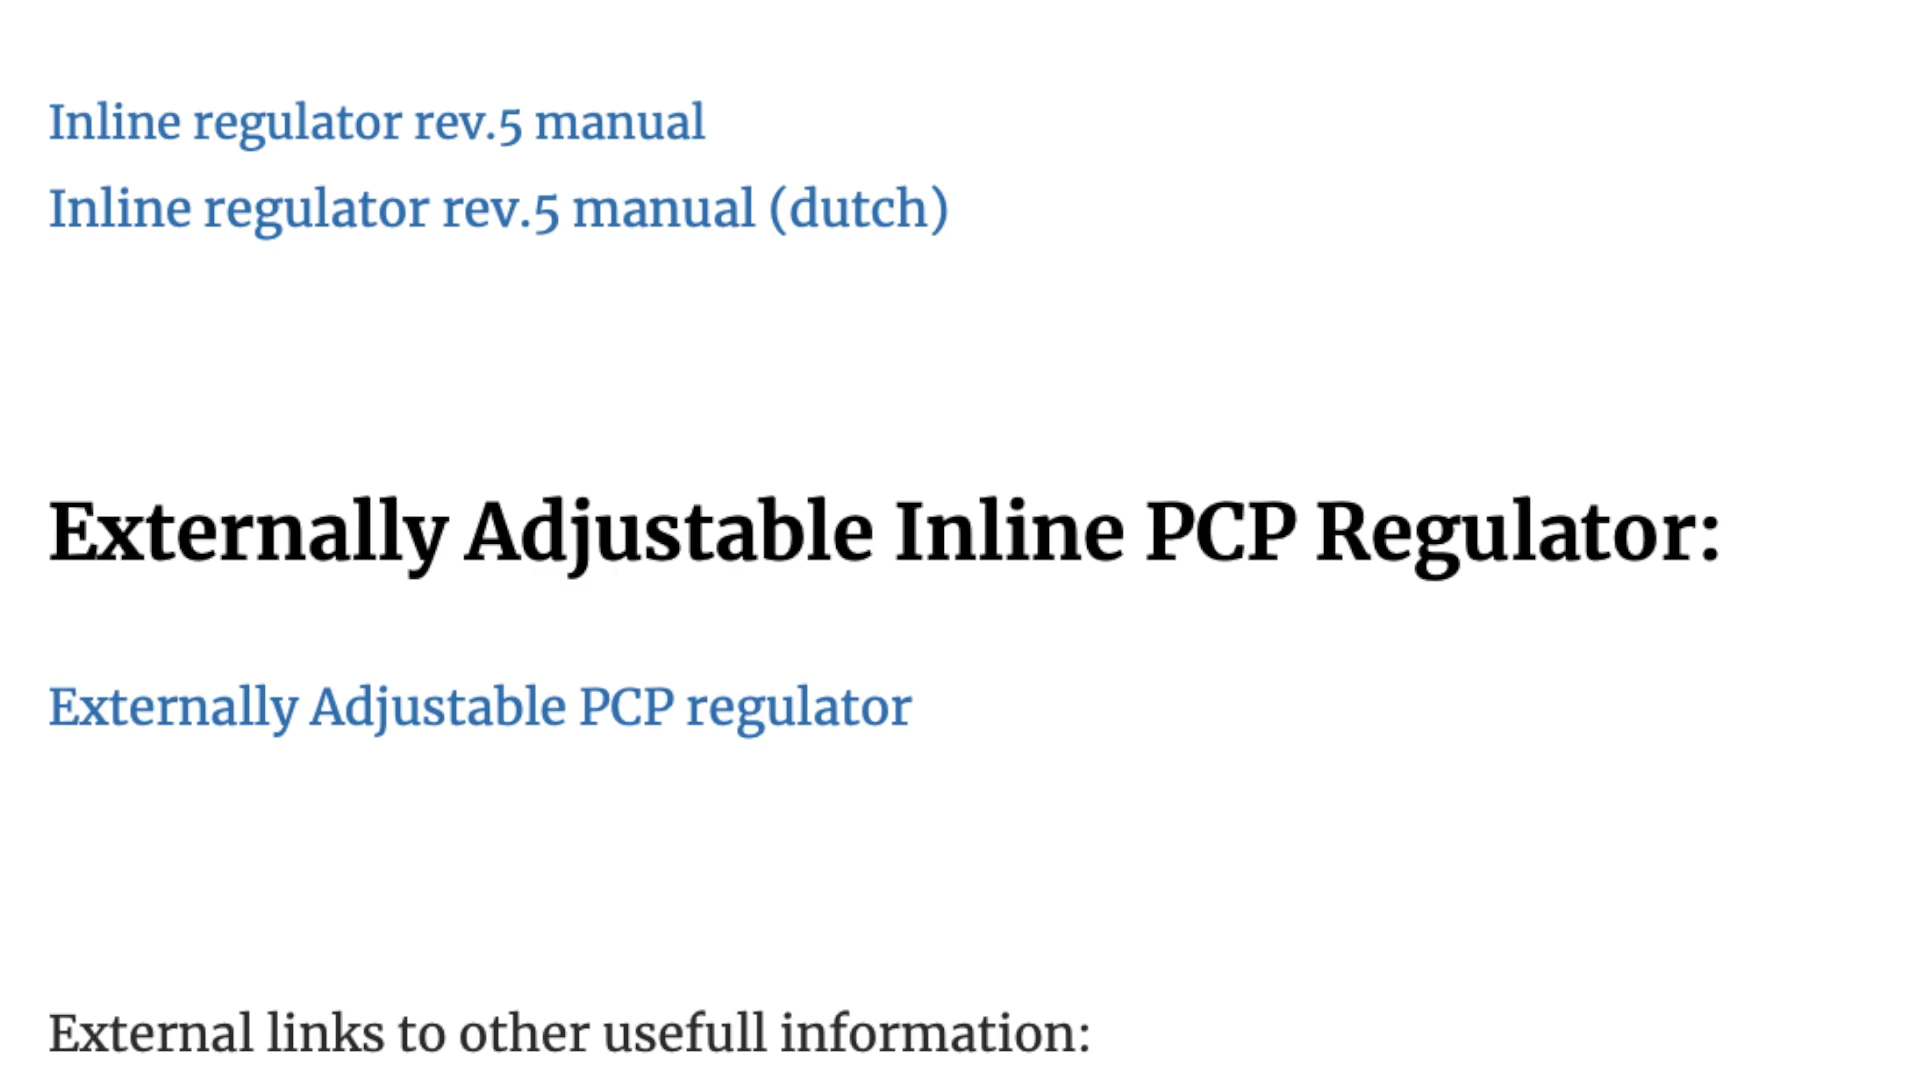 Inline regulator rev.5 manual
Inline regulator rev.5 manual (dutch)
Externally Adjustable Inline PCP Regulator:
Externally Adjustable PCP regulator
External links to other usefull information: